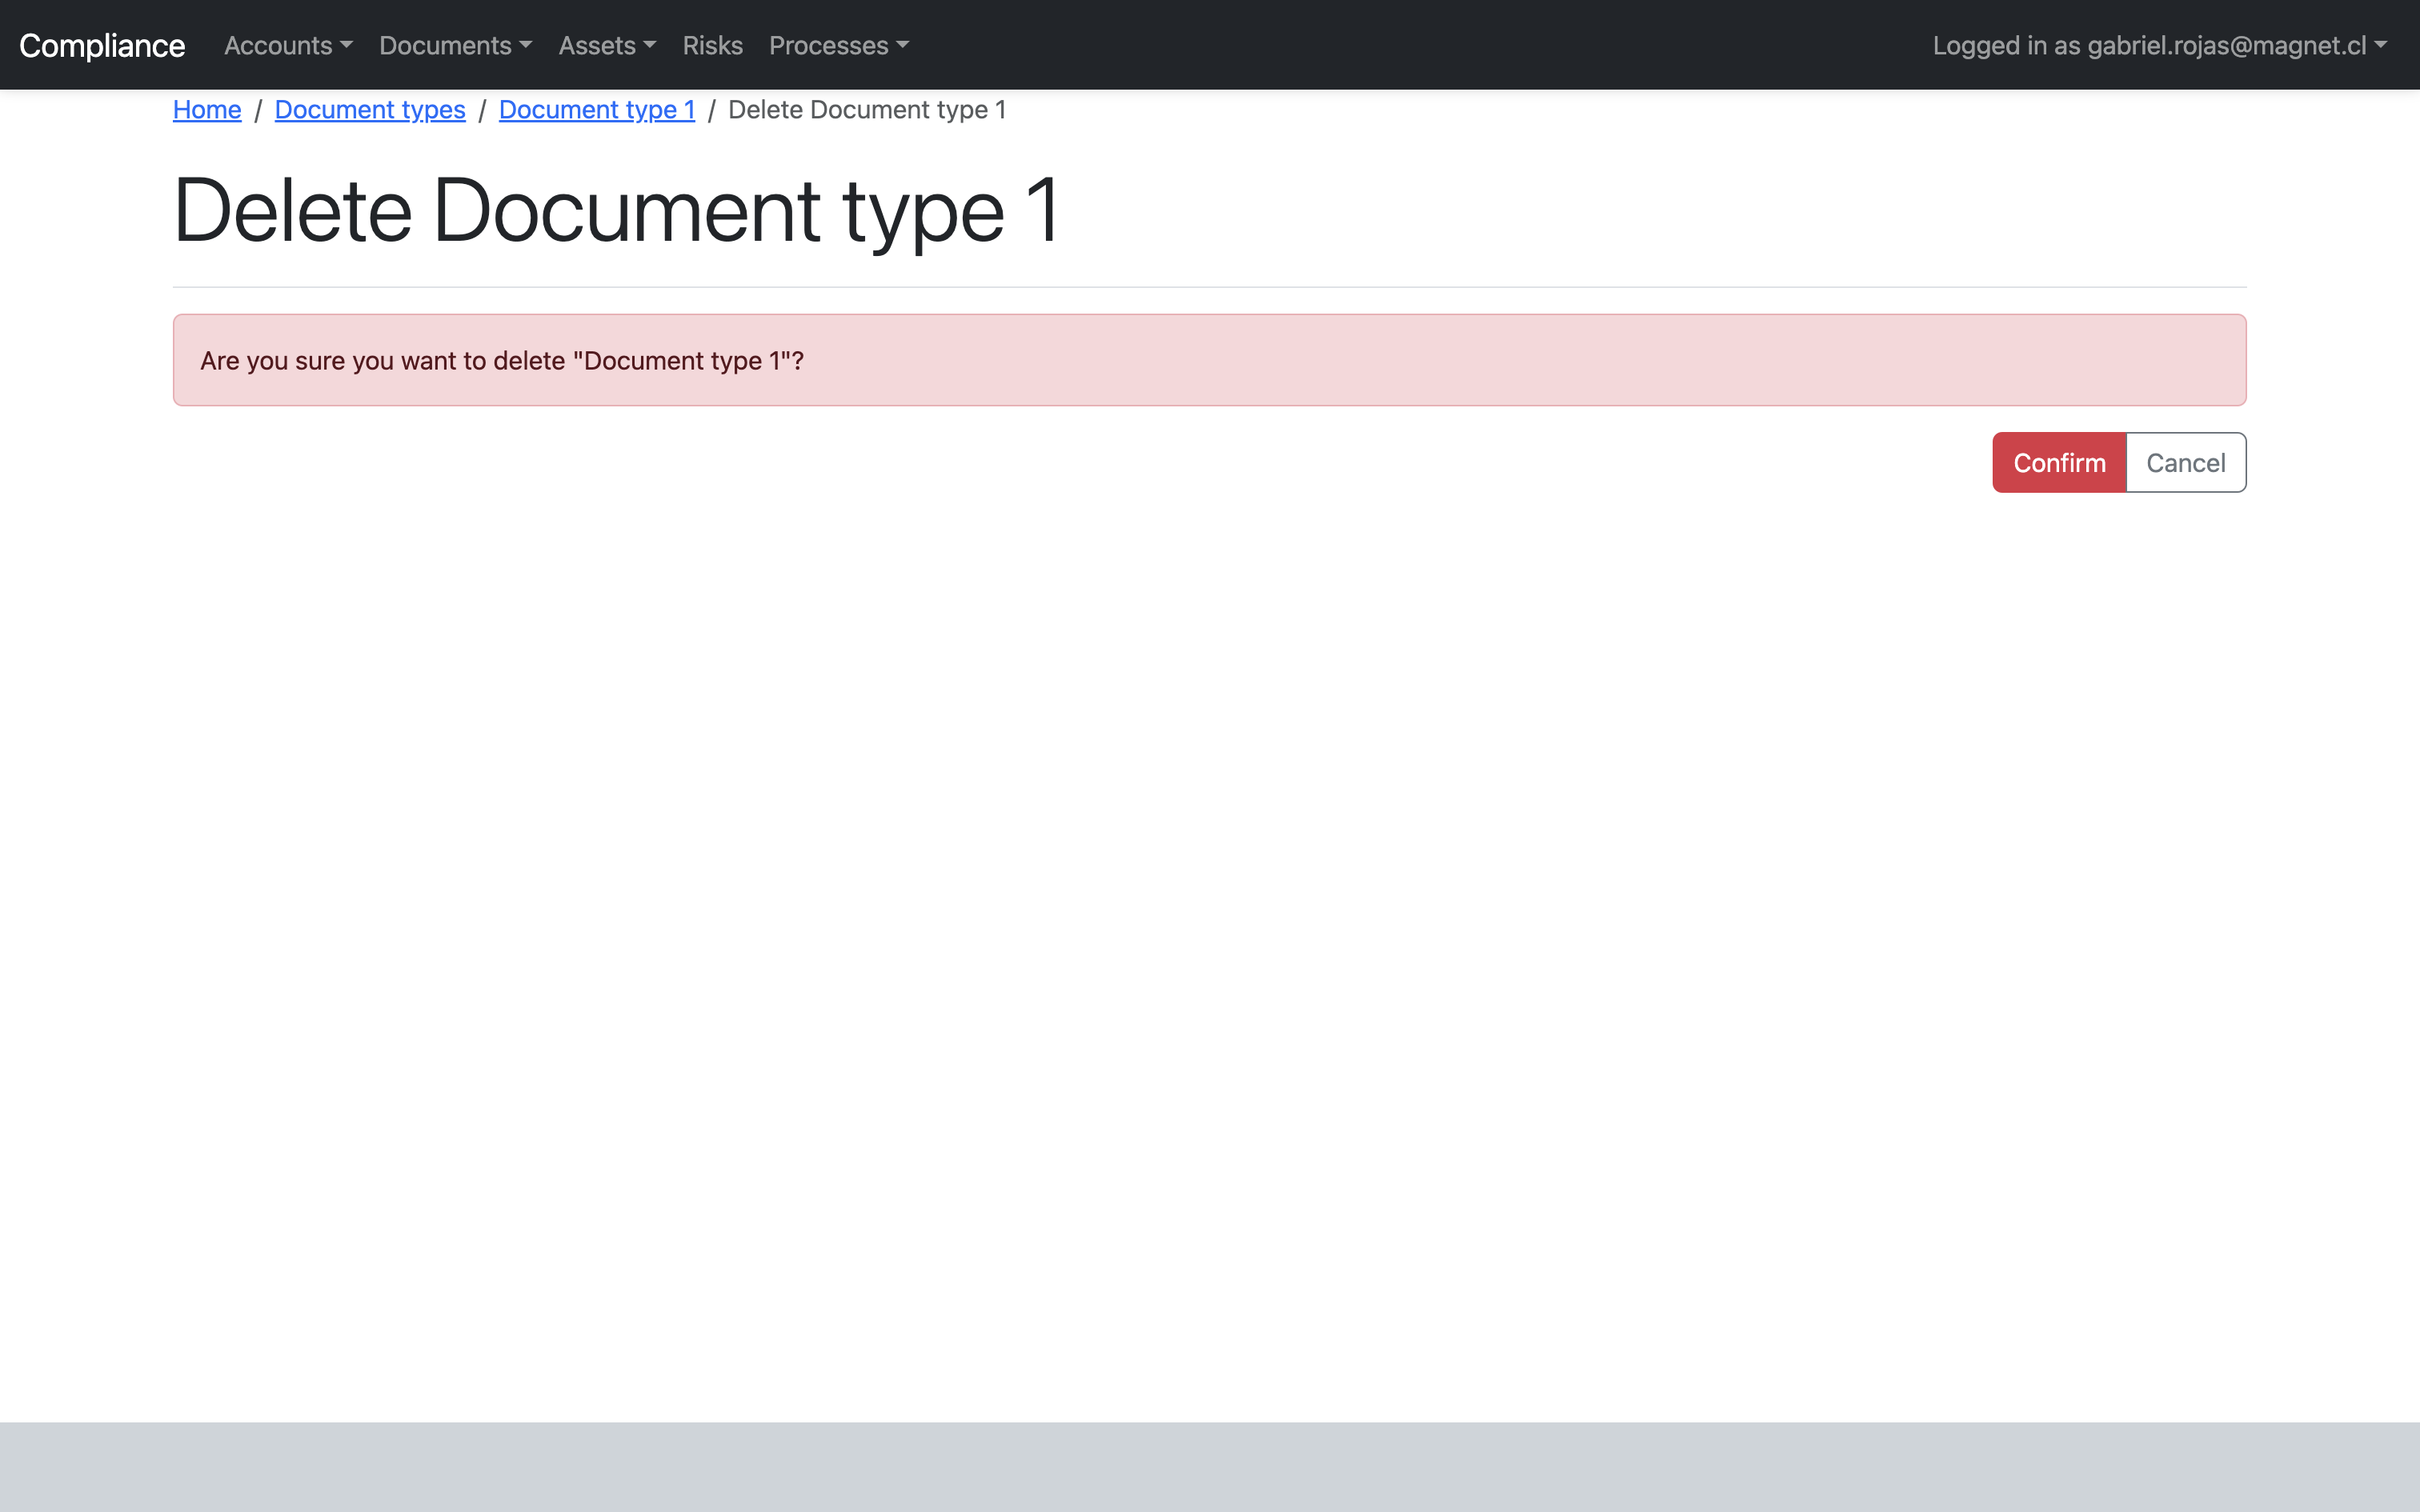 Compliance Accounts Documents Assets Risks Processes Logged in as gabriel.rojas@magnet.cl
Home / Document types / Document type 1 / Delete Document type 1
Delete Document type 1
Are you sure you want to delete "Document type 1"?
Confirm Cancel